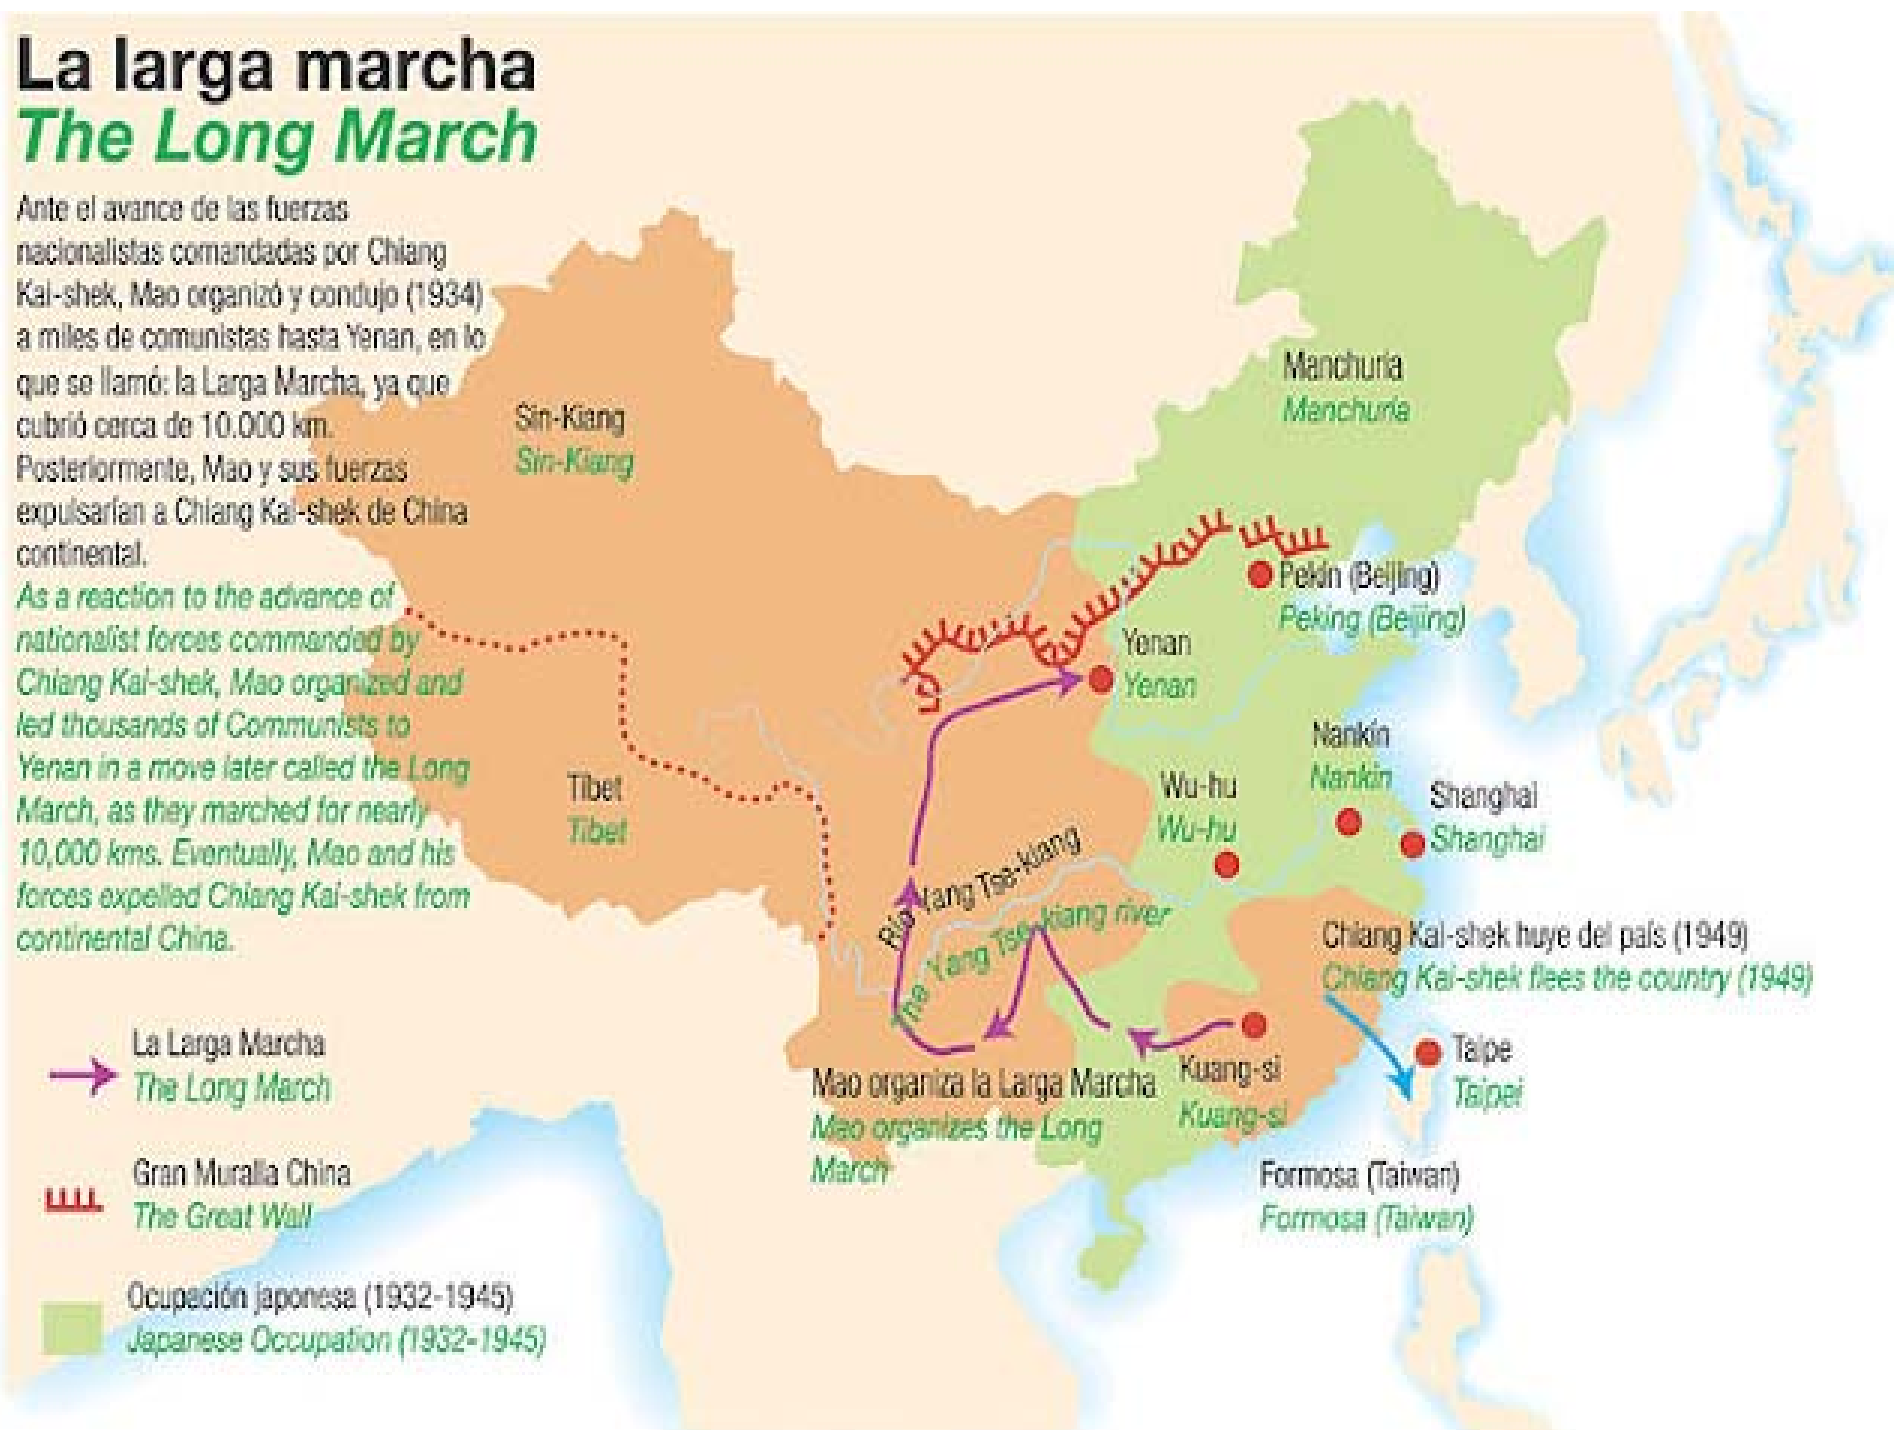 La larga marcha
The Long March
Ante el avance de las fuerzas
nacionalistas comandadas por Chiang
Kai-shek, Mao organizó y condujo (1934)
a miles de comunistas hasta Yenan, en lo
que se llamó: la Larga Marcha, ya que
cubrió cerca de 10.000 km.
Posteriormente, Mao y sus fuerzas
expulsarían a Chiang Kai-shek de China
continental.
As a reaction to the advance of
nationalist forces commanded by
Chiang Kai-shek, Mao organized and
led thousands of Communists to
Yenan in a move later called the Long
March, as they marched for nearly
10,000 kms. Eventually, Mao and his
forces expelled Chiang Kai-shek from
continental China.
Sin-Kiang
Sin-Kiang
Manchuria
Manchuria
Pekín (Beijing)
Peking (Beijing)
Yenan
Yenan
Nankín
Nankin
Wu-hu
Wu-hu
Shanghai
Shanghai
Tibet
Tibet
Río Yang Tse-kiang
The Yang Tse-kiang river
Chiang Kai-shek huye del país (1949)
Chiang Kai-shek flees the country (1949)
Taipe
Taipei
Kuang-si
Kuang-si
Mao organiza la Larga Marcha
Mao organizes the Long
March
Formosa (Taiwan)
Formosa (Taiwan)
La Larga Marcha
The Long March
Gran Muralla China
The Great Wall
Ocupación japonesa (1932-1945)
Japanese Occupation (1932-1945)